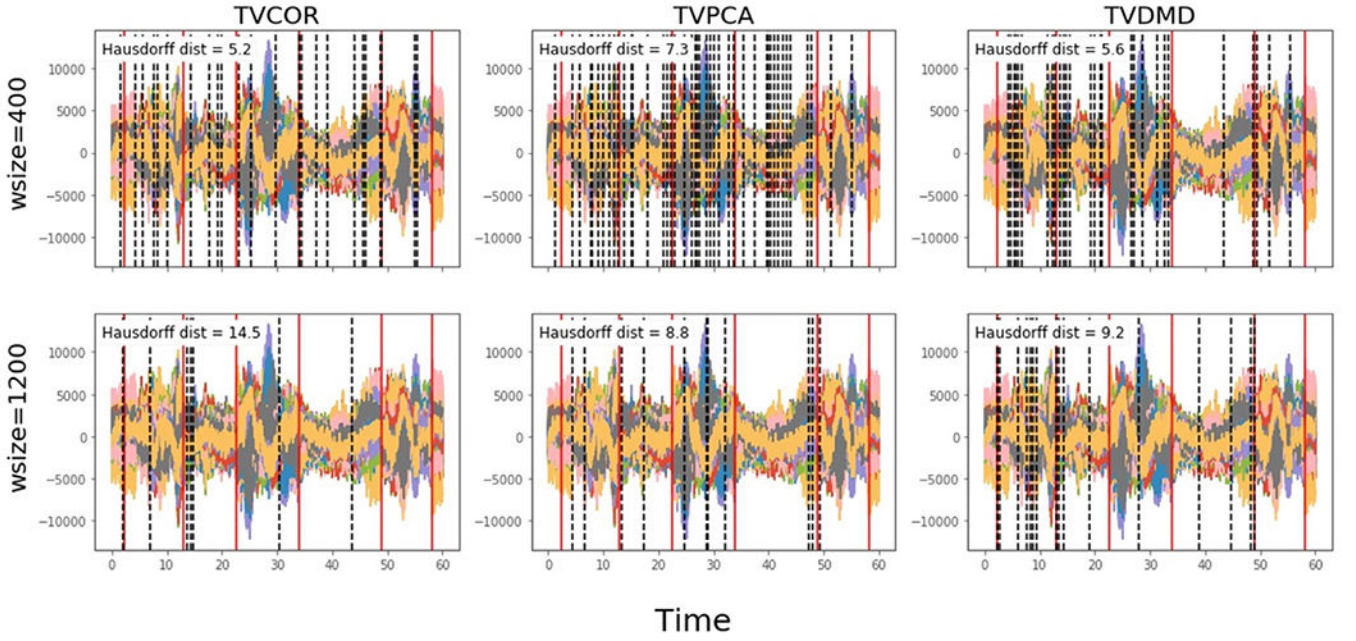 TVCOR
TVPCA
TVDMD
wsize=400
Hausdorff dist = 5.2
10000
5000
0
−5000
−10000
Hausdorff dist = 7.3
10000
5000
0
−5000
−10000
Hausdorff dist = 5.6
10000
5000
0
−5000
−10000
wsize=1200
Hausdorff dist = 14.5
10000
5000
0
−5000
−10000
0 10 20 30 40 50 60
Hausdorff dist = 8.8
10000
5000
0
−5000
−10000
0 10 20 30 40 50 60
Hausdorff dist = 9.2
10000
5000
0
−5000
−10000
0 10 20 30 40 50 60
Time